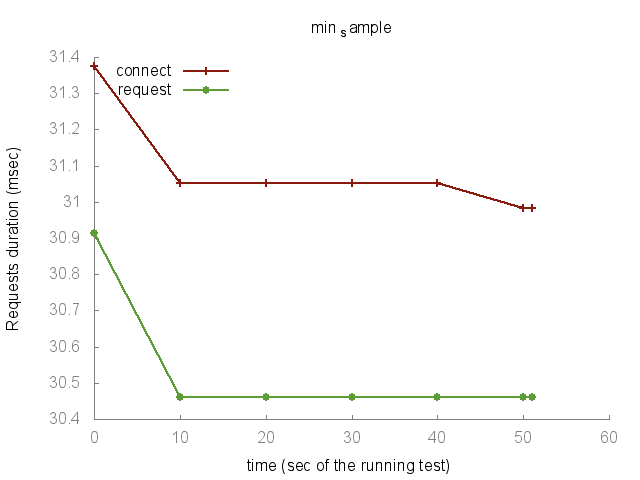 min s ample
31.4
31.3
31.2
31.1
31
30.9
30.8
30.7
30.6
30.5
30.4
connect
request
Requests duration (msec)
0 10 20 30 40 50 60
time (sec of the running test)